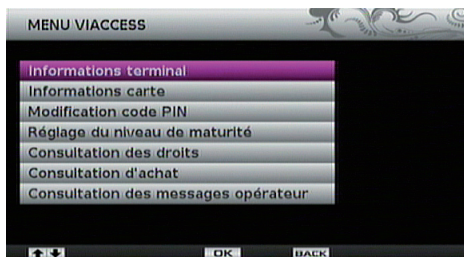 MENU VIACCESS
Informations terminal
Informations carte
Modification code PIN
Réglage du niveau de maturité
Consultation des droits
Consultation d'achat
Consultation des messages opérateur
OK BACK